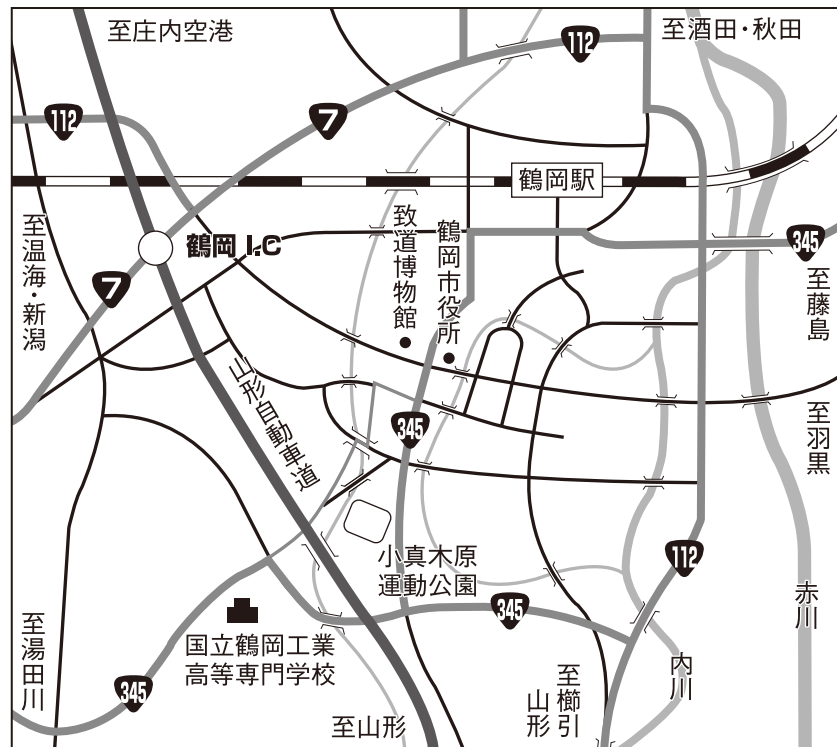 至庄内空港
至酒田・秋田
112
112
7
鶴岡駅
至温海・新潟
鶴岡 I.C
致道博物館
鶴岡市役所
345
至藤島
7
山形自動車道
345
至羽黒
小真木原
運動公園
112
345
赤川
国立鶴岡工業
高等専門学校
至湯田川
345
至山形
至櫛引
山形
内川